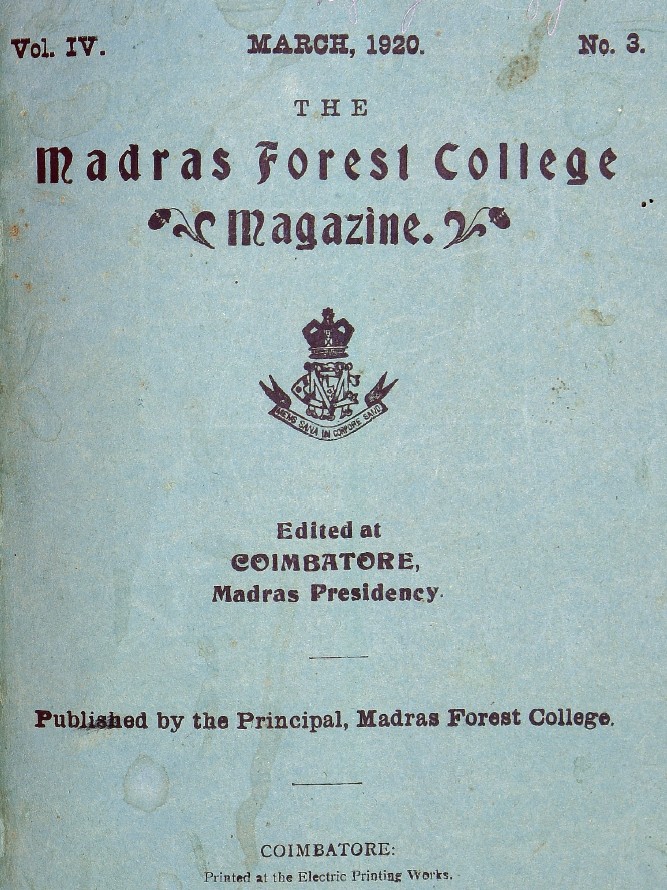 Vol. IV. MARCH, 1920. No. 3.
THE
Madras Forest College
Magazine.
MENS SANA IN CORPORE SANO
Edited at
COIMBATORE,
Madras Presidency.
Published by the Principal, Madras Forest College.
COIMBATORE:
Printed at the Electric Printing Works.